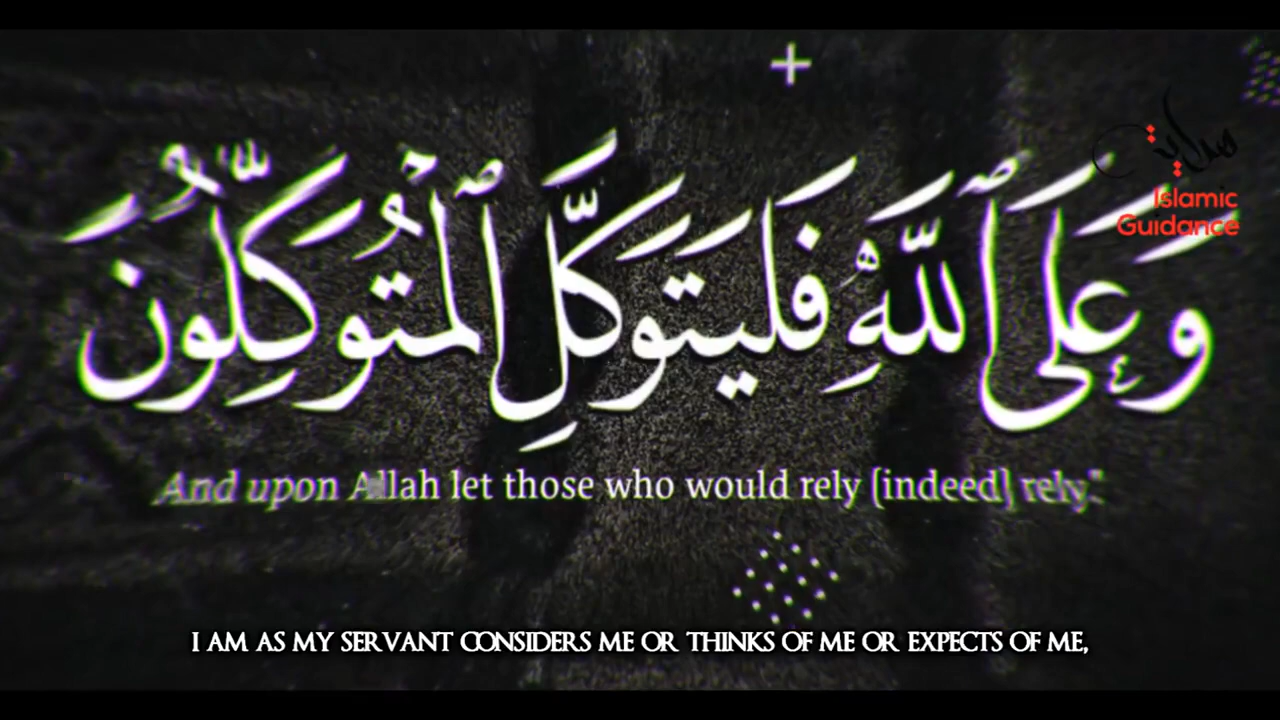 هداية
Islamic
Guidance
وَعَلَى ٱللَّهِ فَلْيَتَوَكَّلِ ٱلْمُتَوَكِّلُونَ
And upon Allah let those who would rely [indeed] rely."
I AM AS MY SERVANT CONSIDERS ME OR THINKS OF ME OR EXPECTS OF ME,